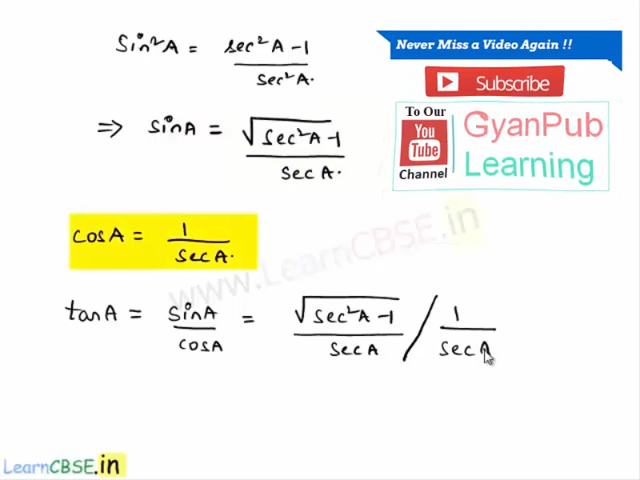 Sin²A = sec²A - 1 / sec²A.
⇒ sinA = √sec²A - 1 / sec A.
cosA = 1 / secA.
tanA = sinA / cosA = √sec²A - 1 / secA / 1 / secA
Never Miss a Video Again !!
Subscribe
To Our
You
Tube
Channel
GyanPub
Learning
www.LearnCBSE.in
LearnCBSE.in